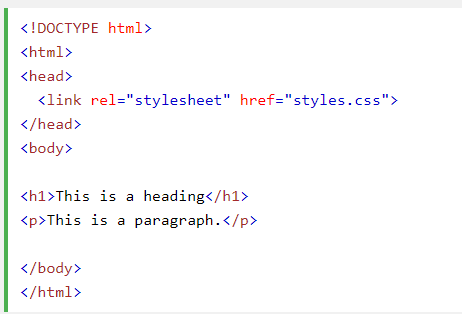 <!DOCTYPE html>
<html>
<head>
  <link rel="stylesheet" href="styles.css">
</head>
<body>

<h1>This is a heading</h1>
<p>This is a paragraph.</p>

</body>
</html>